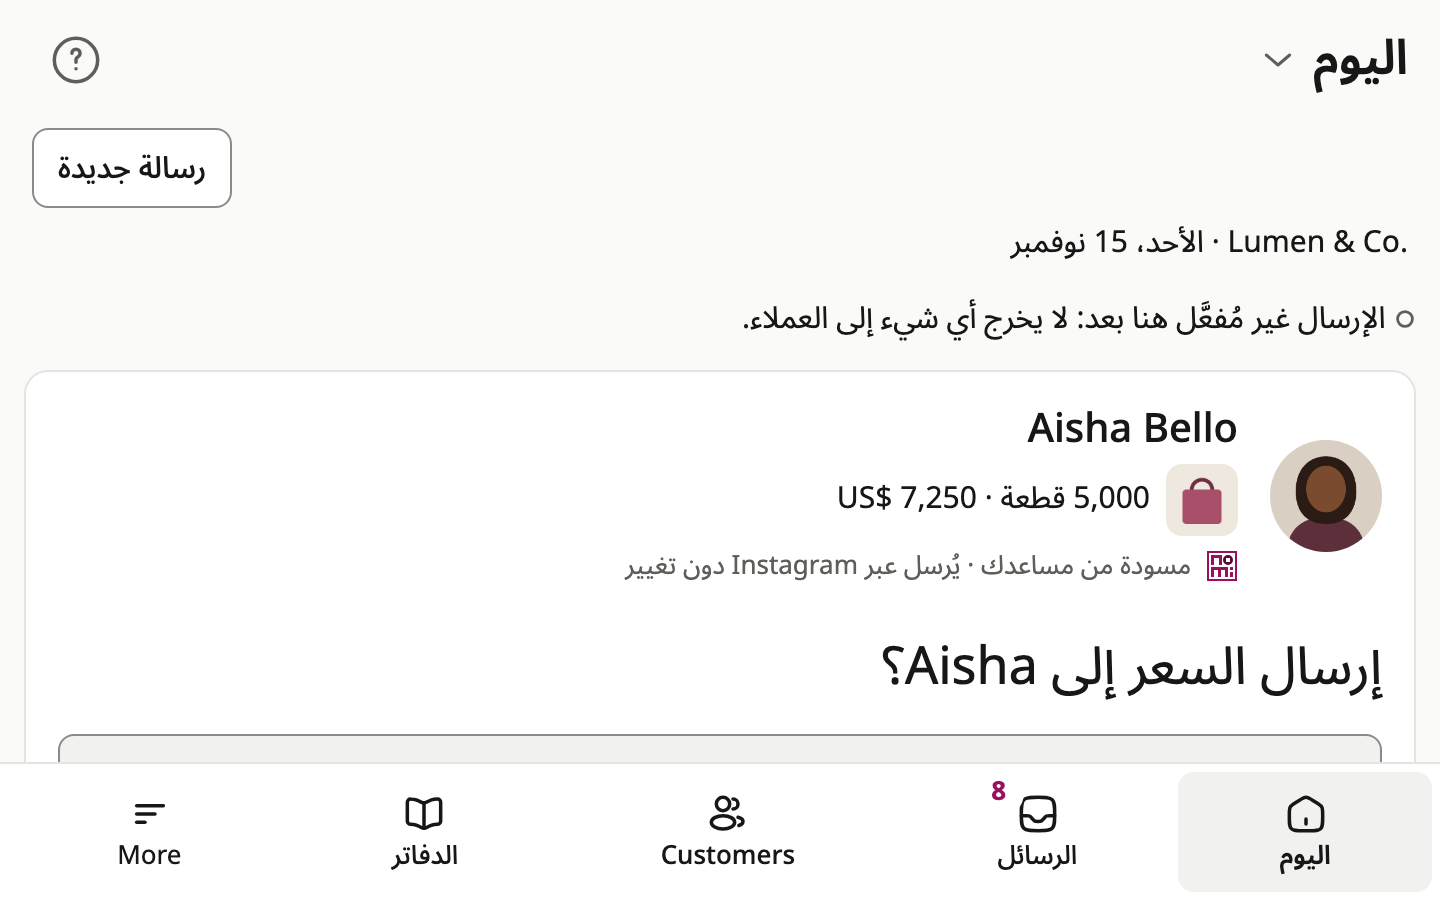 اليوم
رسالة جديدة
Lumen & Co. · الأحد، 15 نوفمبر
الإرسال غير مُفعَّل هنا بعد: لا يخرج أي شيء إلى العملاء.
Aisha Bello
5,000 قطعة · US$ 7,250
مسودة من مساعدك · يُرسل عبر Instagram دون تغيير
إرسال السعر إلى Aisha؟
اليوم
8
الرسائل
Customers
الدفاتر
More